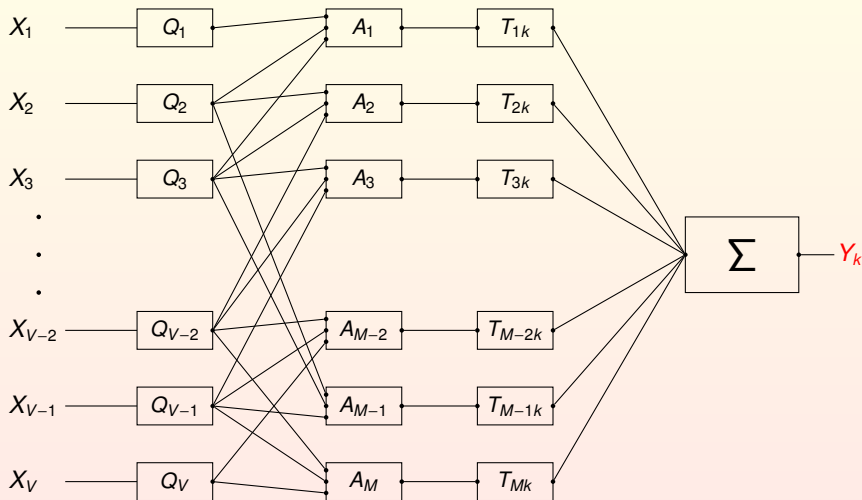 X1 Q1 A1 T1k
X2 Q2 A2 T2k
X3 Q3 A3 T3k
Σ Yk
XV−2 QV−2 AM−2 TM−2k
XV−1 QV−1 AM−1 TM−1k
XV QV AM TMk